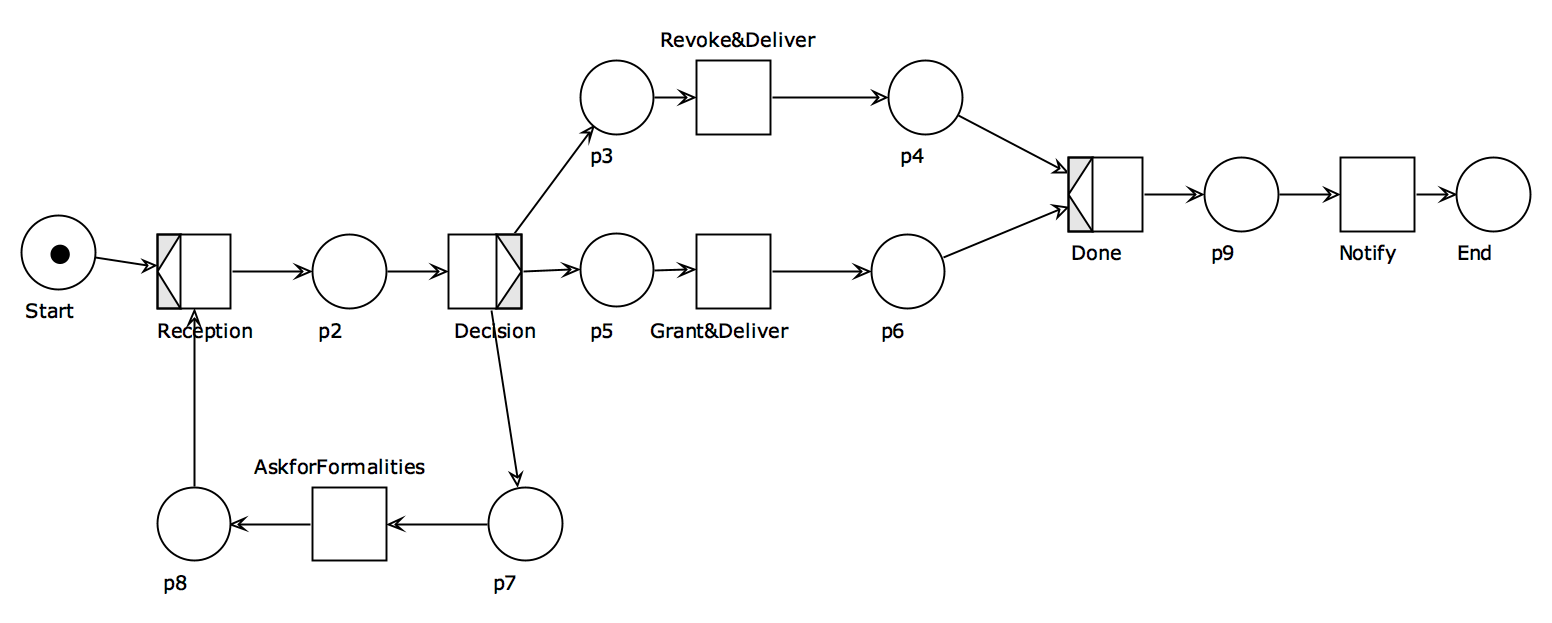 Revoke&Deliver
p3
p4
Start
Reception
p2
Decision
p5
Grant&Deliver
p6
Done
p9
Notify
End
AskforFormalities
p8
p7